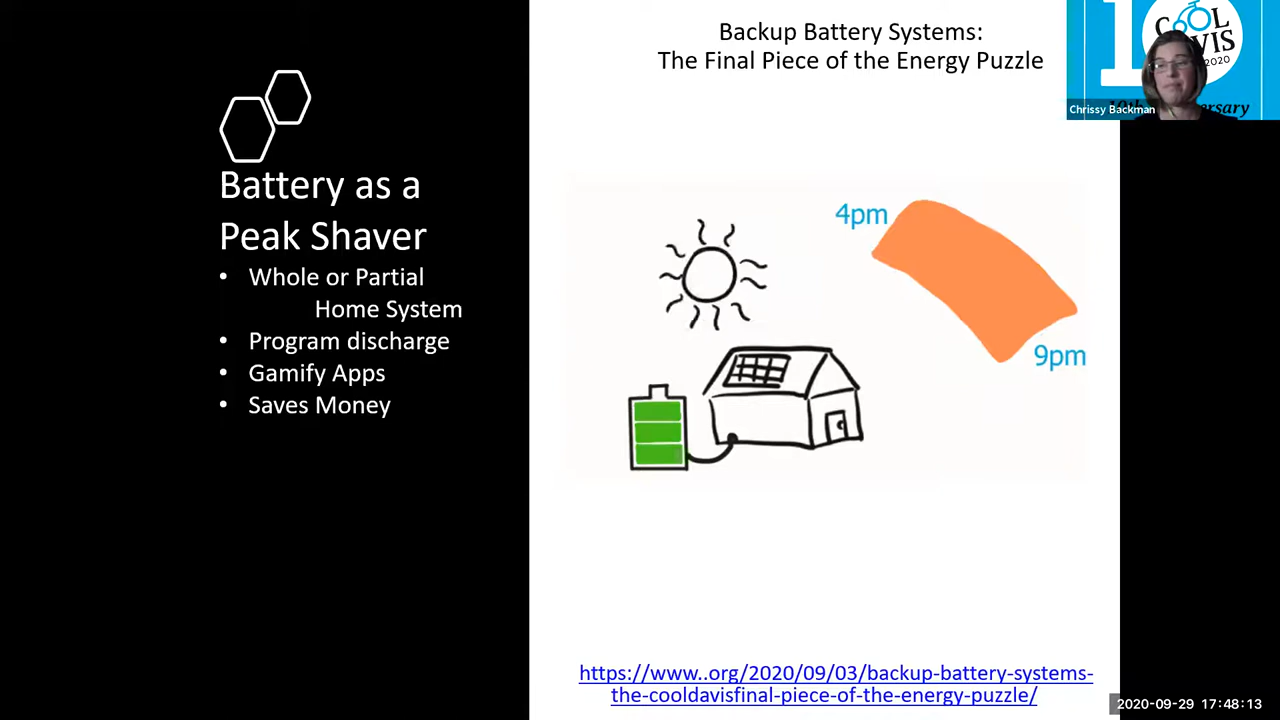 Backup Battery Systems:
The Final Piece of the Energy Puzzle
Battery as a
Peak Shaver
• Whole or Partial
Home System
• Program discharge
• Gamify Apps
• Saves Money
4pm
9pm
https://www..org/2020/09/03/backup-battery-systems-
the-cooldavisfinal-piece-of-the-energy-puzzle/
Chrissy Backman
2020
2020-09-29 17:48:13